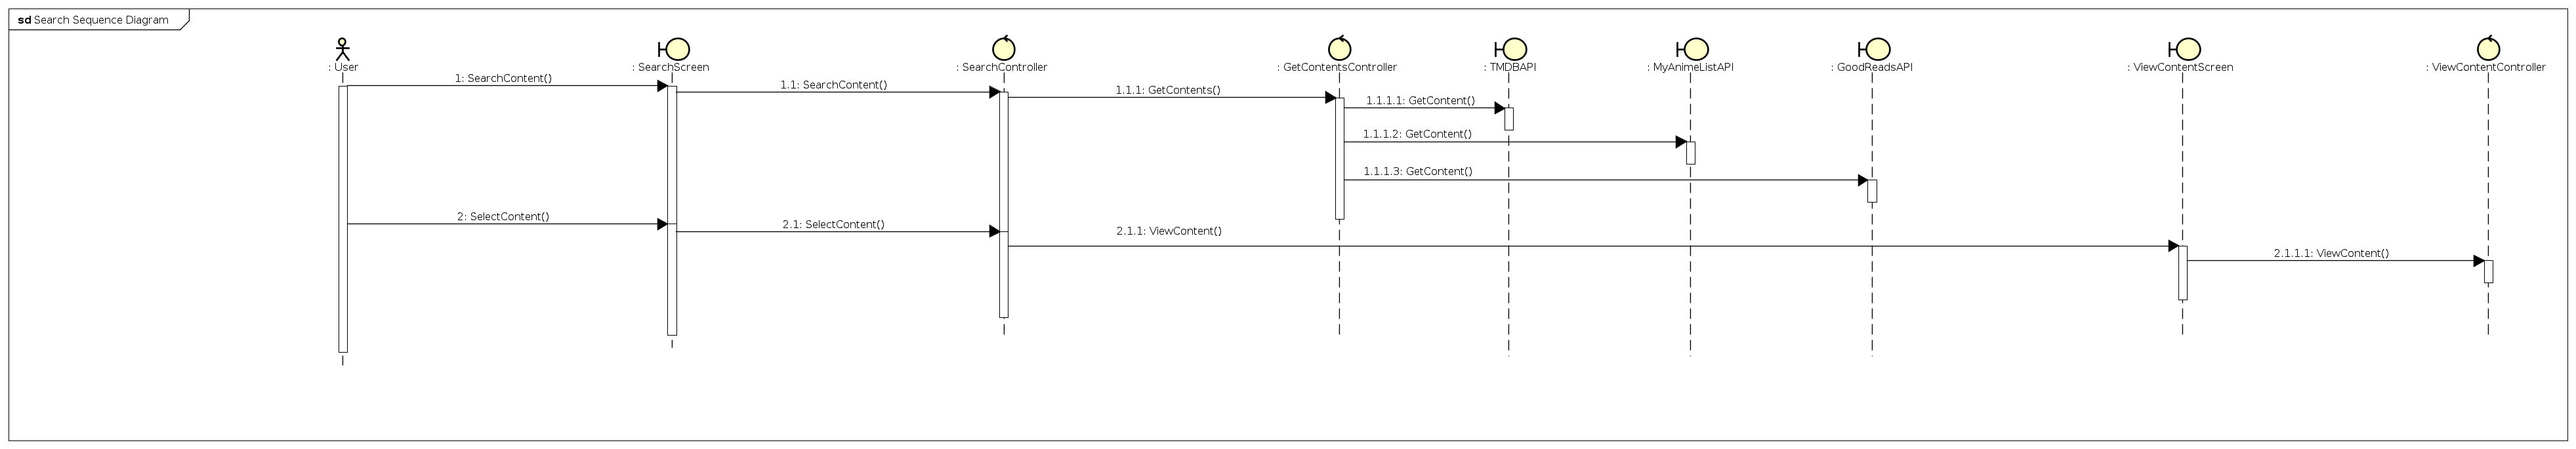 sd Search Sequence Diagram
: User
: SearchScreen
: SearchController
: GetContentsController
: TMDBAPI
: MyAnimeListAPI
: GoodReadsAPI
: ViewContentScreen
: ViewContentController
1: SearchContent()
1.1: SearchContent()
1.1.1: GetContents()
1.1.1.1: GetContent()
1.1.1.2: GetContent()
1.1.1.3: GetContent()
2: SelectContent()
2.1: SelectContent()
2.1.1: ViewContent()
2.1.1.1: ViewContent()